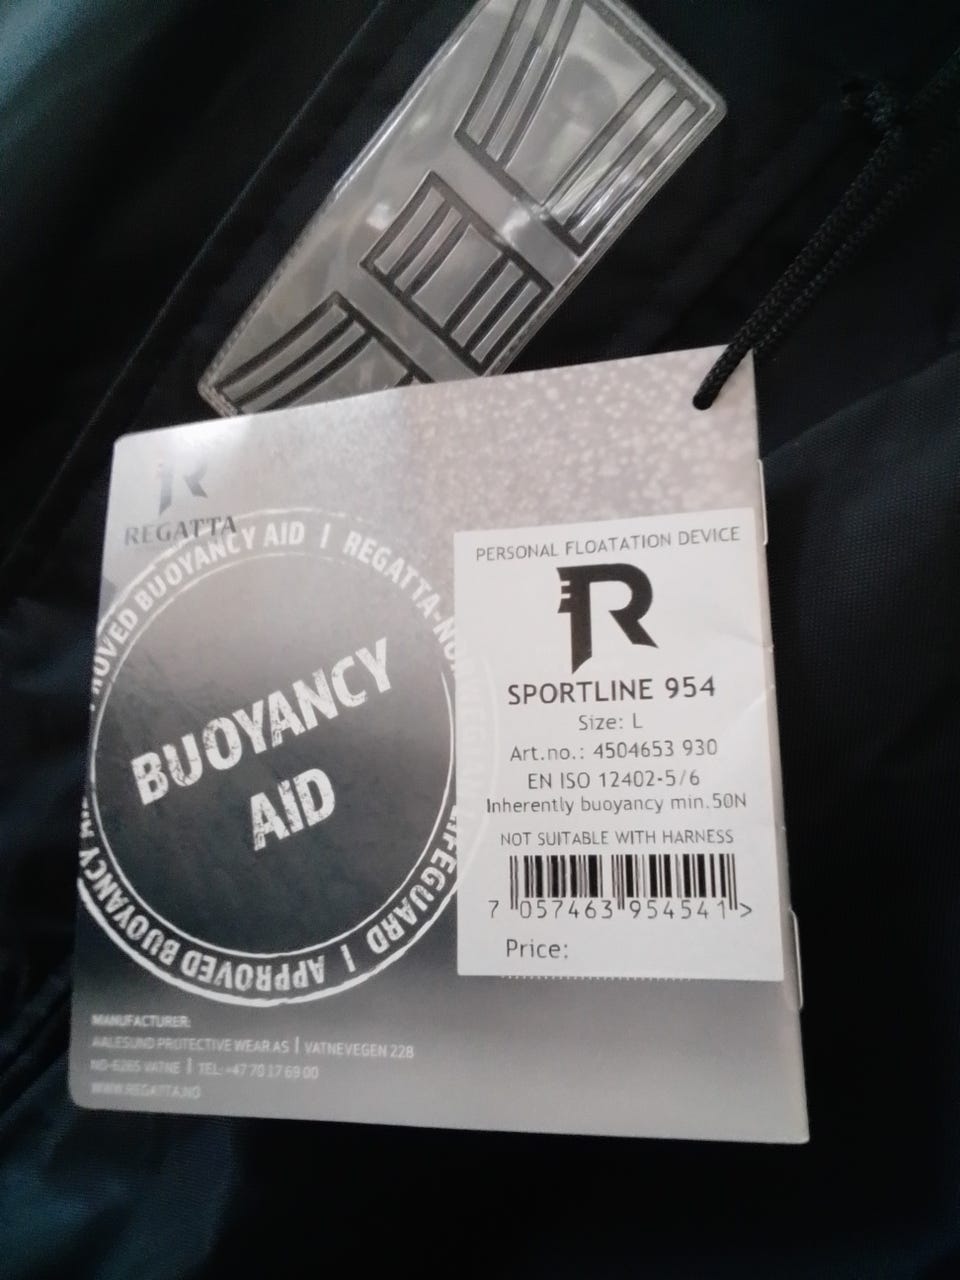 REGATTA
APPROVED BUOYANCY AID | REGATTA-NORWEGIAN LIFEGUARD | APPROVED BUOYANCY
BUOYANCY
AID
PERSONAL FLOATATION DEVICE
R
SPORTLINE 954
Size: L
Art.no.: 4504653 930
EN ISO 12402-5/6
Inherently buoyancy min.50N
NOT SUITABLE WITH HARNESS
7 057463 954541 >
Price:
MANUFACTURER:
AALESUND PROTECTIVE WEAR AS | VATNEVEGEN 228
NO-6265 VATNE | TEL: +47 70 17 69 00
WWW.REGATTA.NO